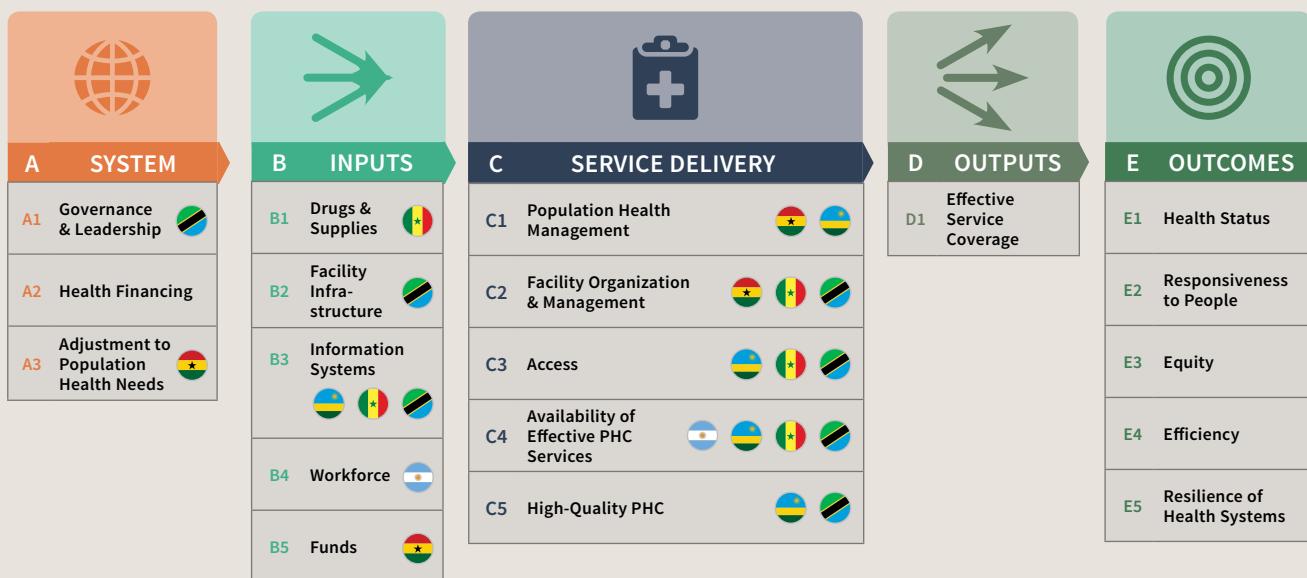 A SYSTEM
A1 Governance
& Leadership
A2 Health Financing
A3 Adjustment to
Population
Health Needs
B INPUTS
B1 Drugs &
Supplies
B2 Facility
Infra-
structure
B3 Information
Systems
B4 Workforce
B5 Funds
C SERVICE DELIVERY
C1 Population Health
Management
C2 Facility Organization
& Management
C3 Access
C4 Availability of
Effective PHC
Services
C5 High-Quality PHC
D OUTPUTS
D1 Effective
Service
Coverage
E OUTCOMES
E1 Health Status
E2 Responsiveness
to People
E3 Equity
E4 Efficiency
E5 Resilience of
Health Systems